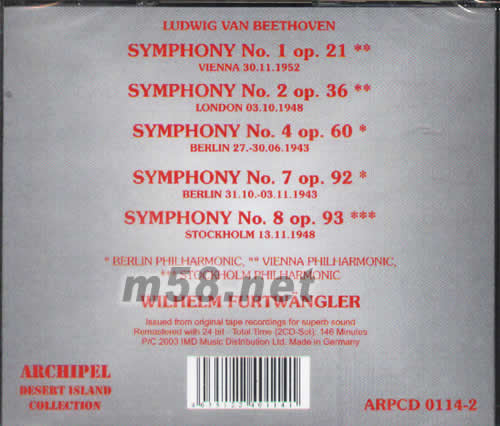 LUDWIG VAN BEETHOVEN
SYMPHONY No. 1 op. 21 **
VIENNA 30.11.1952
SYMPHONY No. 2 op. 36 **
LONDON 03.10.1948
SYMPHONY No. 4 op. 60 *
BERLIN 27.-30.06.1943
SYMPHONY No. 7 op. 92 *
BERLIN 31.10.-03.11.1943
SYMPHONY No. 8 op. 93 ***
STOCKHOLM 13.11.1948
* BERLIN PHILHARMONIC, ** VIENNA PHILHARMONIC,
*** STOCKHOLM PHILHARMONIC
m58.net
WILHELM FURTWÄNGLER
Issued from original tape recordings for superb sound
Remastered with 24 bit - Total Time (2CD-Set): 146 Minutes
P/C 2003 IMD Music Distribution Ltd. Made in Germany
ARCHIPEL
DESERT ISLAND
COLLECTION
ARPCD 0114-2